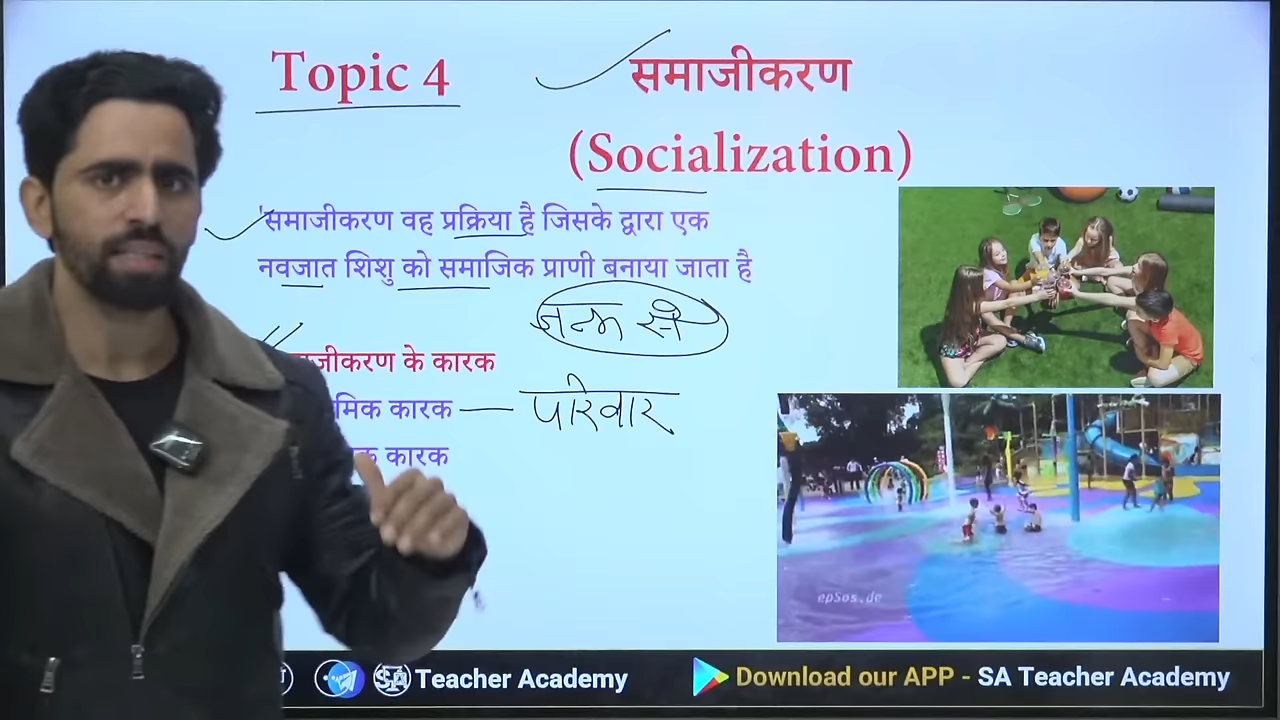 Topic 4
समाजीकरण
(Socialization)
'समाजीकरण वह प्रक्रिया है जिसके द्वारा एक
नवजात शिशु को समाजिक प्राणी बनाया जाता है
जन्म से
के कारक
कारक — परिवार
कारक
epSos.de
SA Teacher Academy
Download our APP - SA Teacher Academy